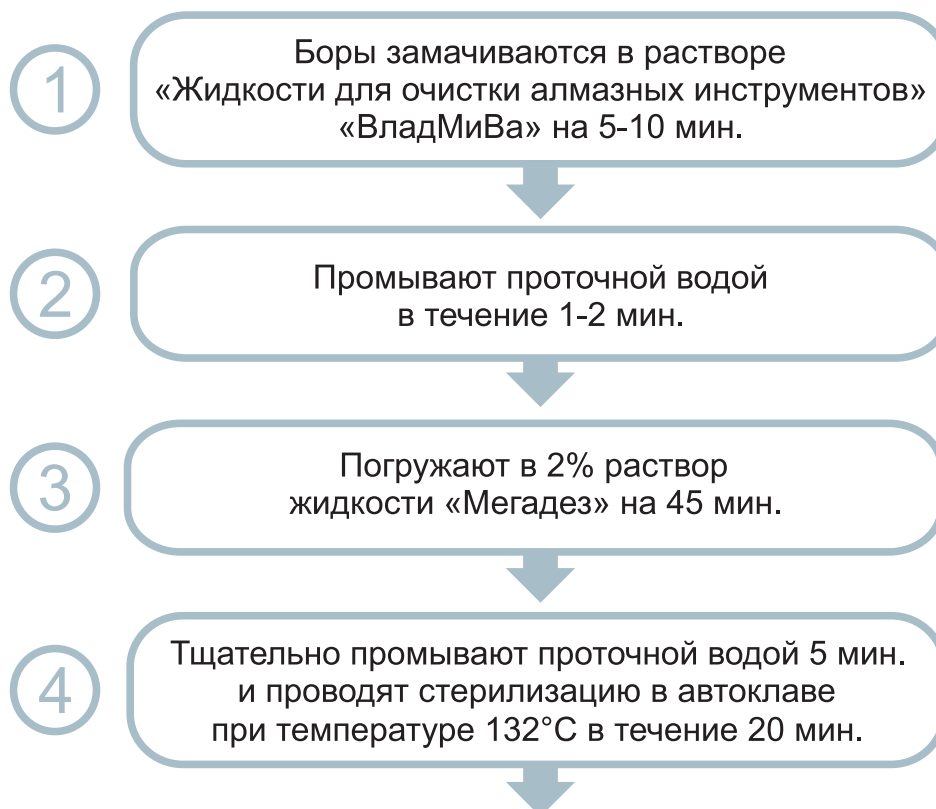 1
Боры замачиваются в растворе
«Жидкости для очистки алмазных инструментов»
«ВладМиВа» на 5-10 мин.
2
Промывают проточной водой
в течение 1-2 мин.
3
Погружают в 2% раствор
жидкости «Мегадез» на 45 мин.
4
Тщательно промывают проточной водой 5 мин.
и проводят стерилизацию в автоклаве
при температуре 132°C в течение 20 мин.